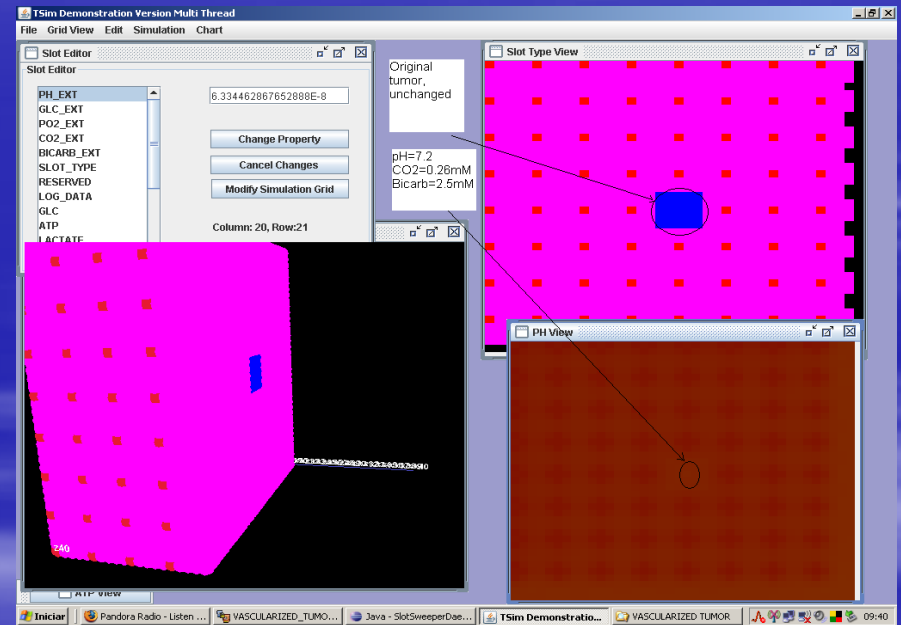 TSim Demonstration Version Multi Thread
File Grid View Edit Simulation Chart
Slot Editor
Slot Editor
PH_EXT
GLC_EXT
PO2_EXT
CO2_EXT
BICARB_EXT
SLOT_TYPE
RESERVED
LOG_DATA
GLC
ATP
LACTATE
6.334462867652888E-8
Change Property
Cancel Changes
Modify Simulation Grid
Column: 20, Row:21
Original
tumor,
unchanged
pH=7.2
CO2=0.26mM
Bicarb=2.5mM
Slot Type View
PH View
Z40
ATP View
Iniciar
Pandora Radio - Listen ...
VASCULARIZED_TUMO...
Java - SlotSweeperDae...
TSim Demonstratio...
VASCULARIZED TUMOR
09:40